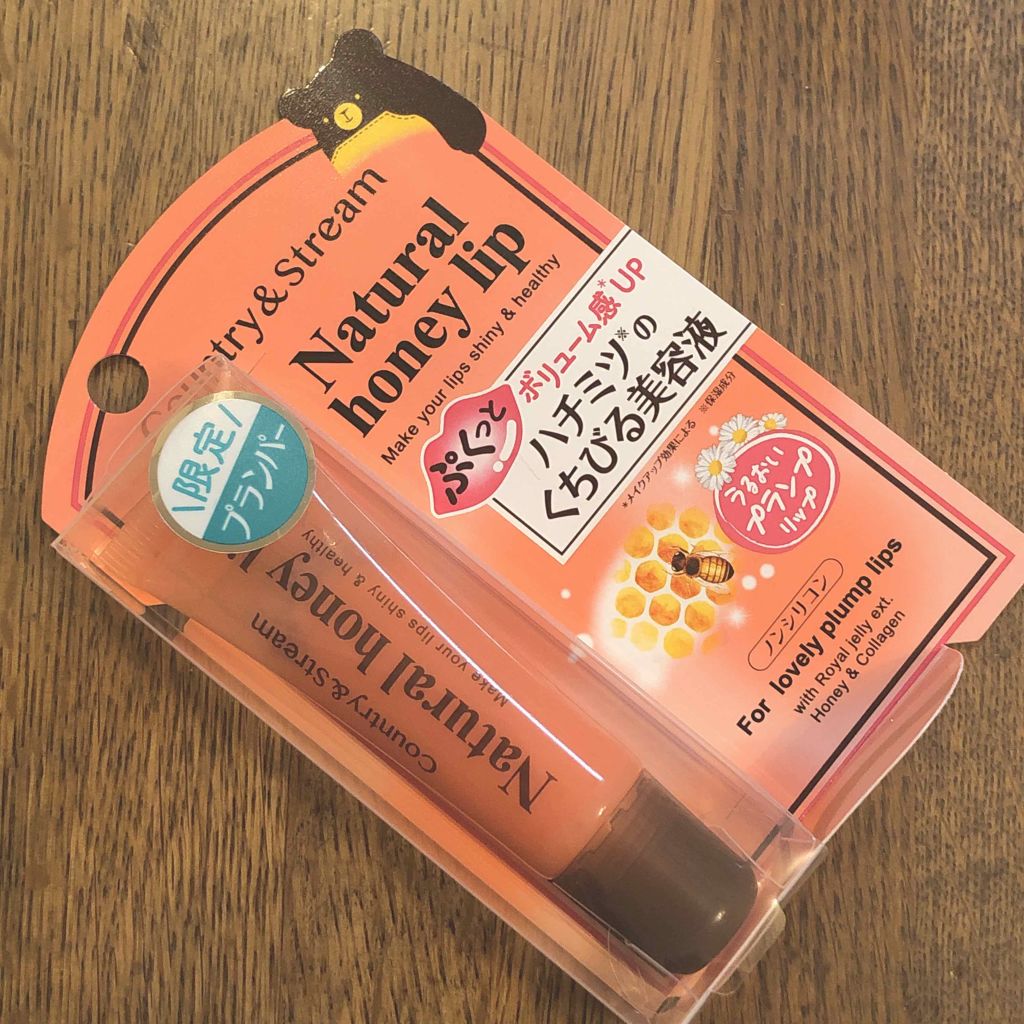 Country & Stream
Natural
honey lip
Make your lips shiny & healthy
ぷくっと
ボリューム感*UP
ハチミツ※の
くちびる美容液
*メイクアップ効果による ※保湿成分
うるおい
プランプ
リップ
ノンシリコン
For lovely plump lips
with Royal jelly ext.
Honey & Collagen
\限定/
プランパー
Country & Stream
Natural honey li
Make your lips shiny & healthy